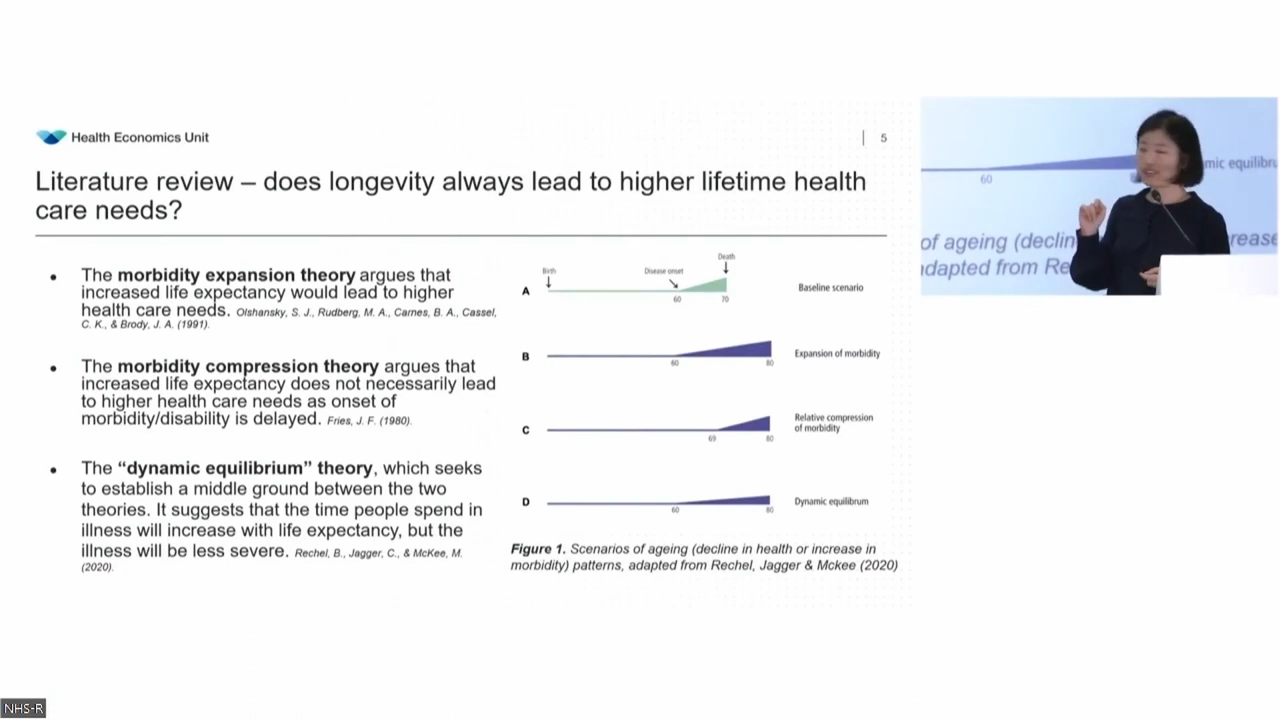 Health Economics Unit
| 5
Literature review – does longevity always lead to higher lifetime health
care needs?
• The morbidity expansion theory argues that
increased life expectancy would lead to higher
health care needs. Olshansky, S. J., Rudberg, M. A., Carnes, B. A., Cassel,
C. K., & Brody, J. A. (1991).
• The morbidity compression theory argues that
increased life expectancy does not necessarily lead
to higher health care needs as onset of
morbidity/disability is delayed. Fries, J. F. (1980).
• The “dynamic equilibrium” theory, which seeks
to establish a middle ground between the two
theories. It suggests that the time people spend in
illness will increase with life expectancy, but the
illness will be less severe. Rechel, B., Jagger, C., & McKee, M.
(2020).
Birth
Disease onset
Death
A
60
70
Baseline scenario
B
60
80
Expansion of morbidity
C
69
80
Relative compression
of morbidity
D
60
80
Dynamic equilibrum
Figure 1. Scenarios of ageing (decline in health or increase in
morbidity) patterns, adapted from Rechel, Jagger & Mckee (2020)
60
mic equilibru
of ageing (declin
rease
adapted from Re
NHS-R